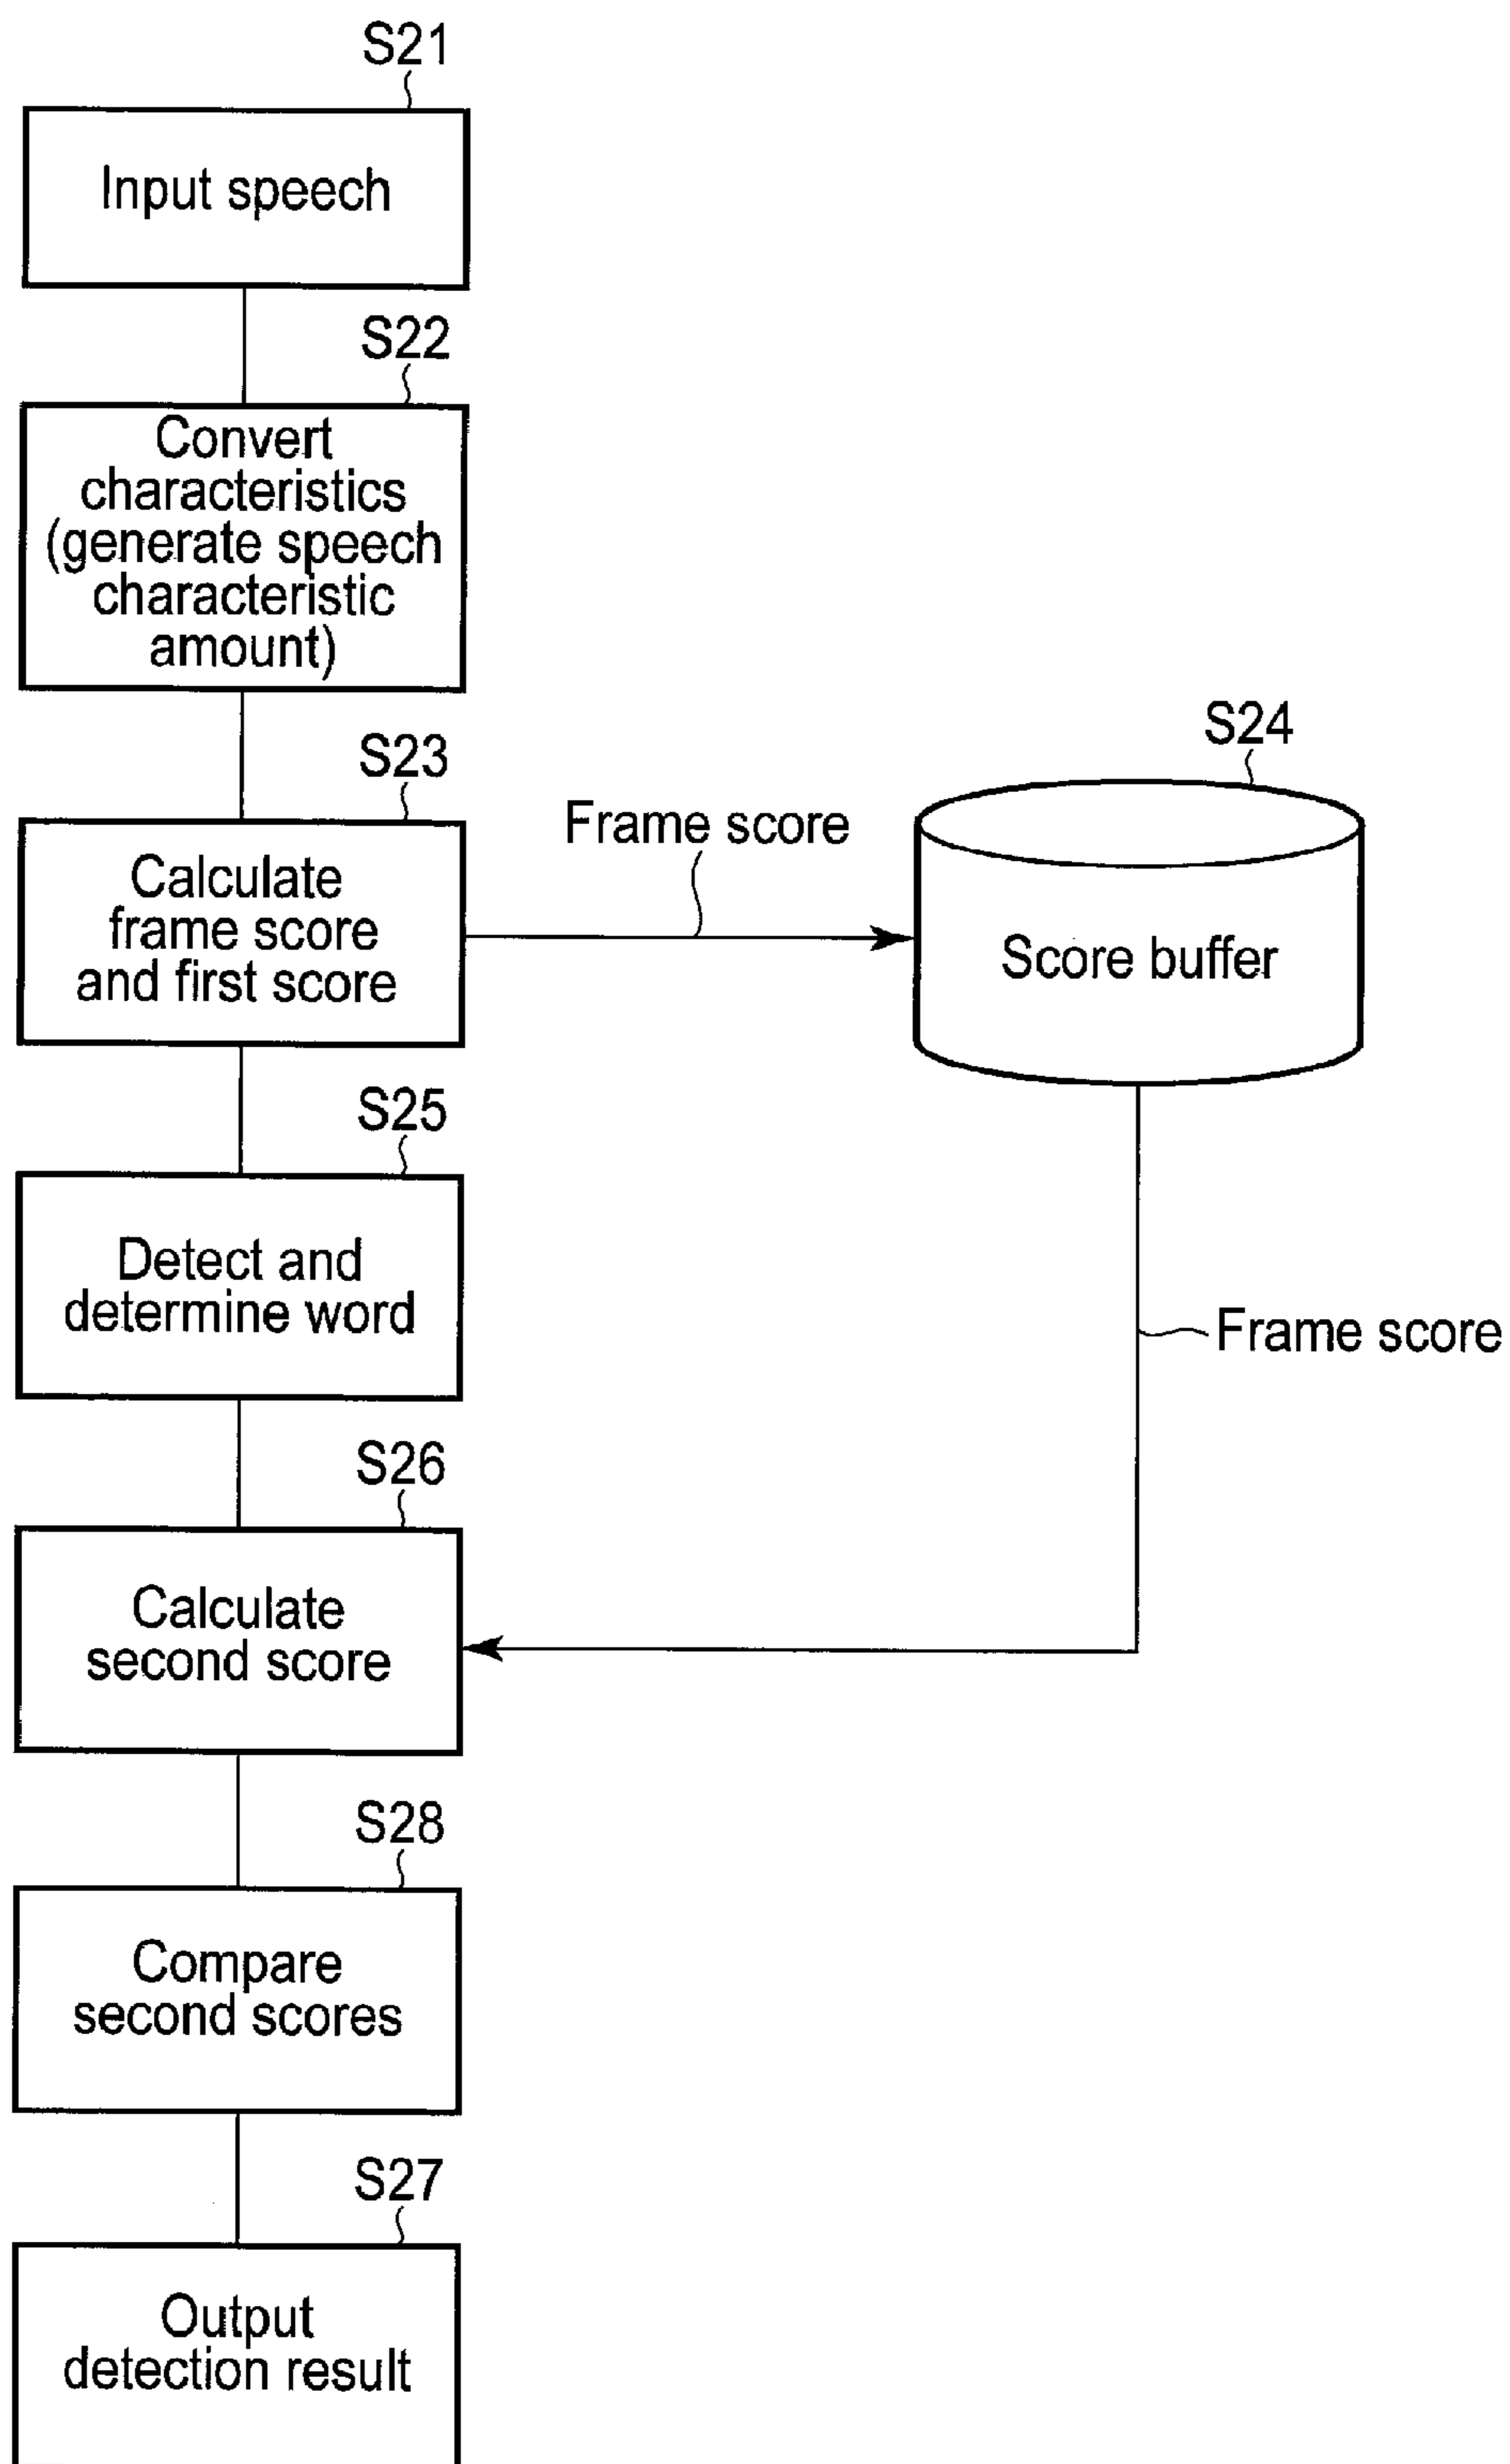 S21
Input speech
S22
Convert
characteristics
(generate speech
characteristic
amount)
S23
Calculate
frame score
and first score
Frame score
S24
Score buffer
S25
Detect and
determine word
Frame score
S26
Calculate
second score
S28
Compare
second scores
S27
Output
detection result